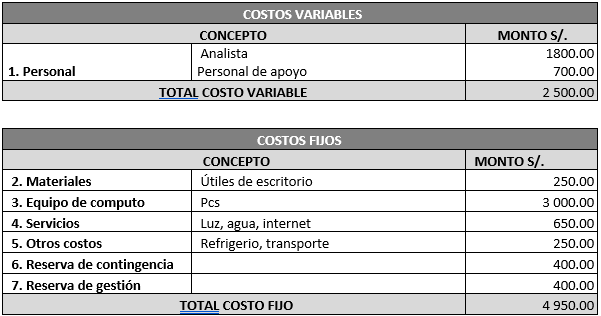 COSTOS VARIABLES
CONCEPTO MONTO S/.
1. Personal Analista 1800.00
Personal de apoyo 700.00
TOTAL COSTO VARIABLE 2 500.00
COSTOS FIJOS
CONCEPTO MONTO S/.
2. Materiales Útiles de escritorio 250.00
3. Equipo de computo Pcs 3 000.00
4. Servicios Luz, agua, internet 650.00
5. Otros costos Refrigerio, transporte 250.00
6. Reserva de contingencia 400.00
7. Reserva de gestión 400.00
TOTAL COSTO FIJO 4 950.00